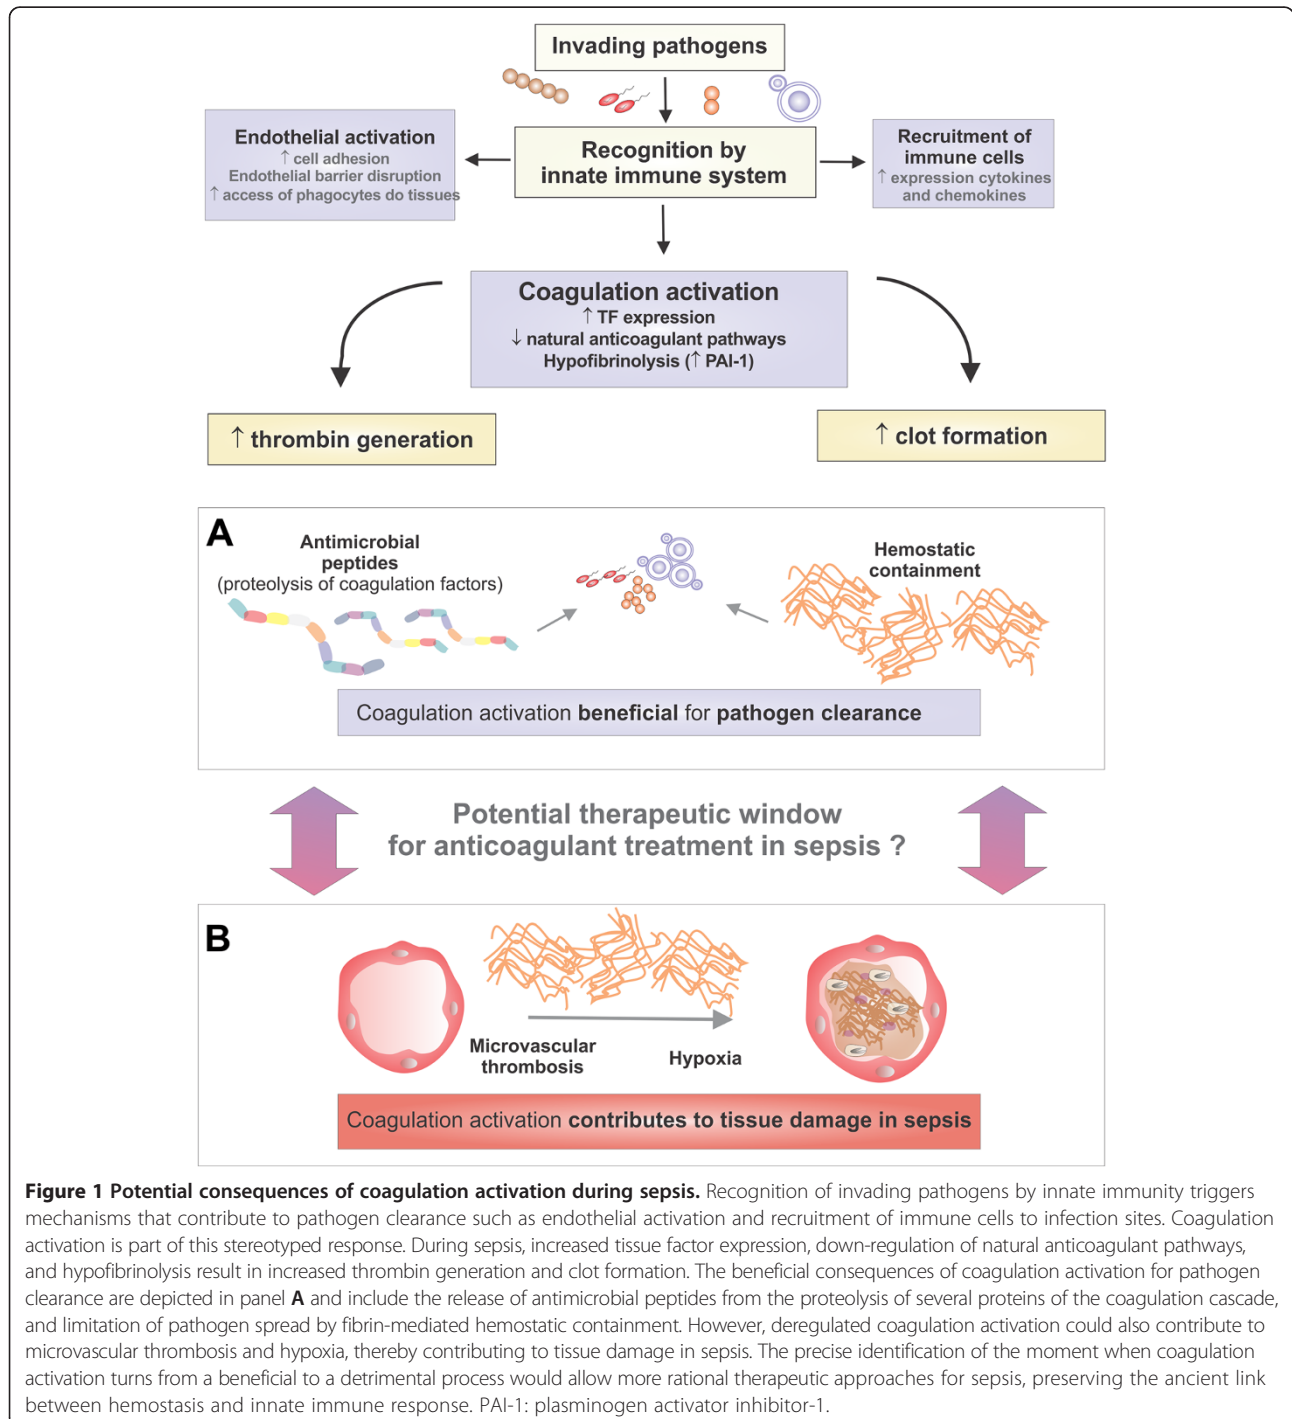 Invading pathogens
Endothelial activation
↑ cell adhesion
Endothelial barrier disruption
↑ access of phagocytes do tissues
Recognition by
innate immune system
Recruitment of
immune cells
↑ expression cytokines
and chemokines
Coagulation activation
↑ TF expression
↓ natural anticoagulant pathways
Hypofibrinolysis (↑ PAI-1)
↑ thrombin generation
↑ clot formation
A
Antimicrobial
peptides
(proteolysis of coagulation factors)
Hemostatic
containment
Coagulation activation beneficial for pathogen clearance
Potential therapeutic window
for anticoagulant treatment in sepsis ?
B
Microvascular
thrombosis
Hypoxia
Coagulation activation contributes to tissue damage in sepsis
Figure 1 Potential consequences of coagulation activation during sepsis. Recognition of invading pathogens by innate immunity triggers
mechanisms that contribute to pathogen clearance such as endothelial activation and recruitment of immune cells to infection sites. Coagulation
activation is part of this stereotyped response. During sepsis, increased tissue factor expression, down-regulation of natural anticoagulant pathways,
and hypofibrinolysis result in increased thrombin generation and clot formation. The beneficial consequences of coagulation activation for pathogen
clearance are depicted in panel A and include the release of antimicrobial peptides from the proteolysis of several proteins of the coagulation cascade,
and limitation of pathogen spread by fibrin-mediated hemostatic containment. However, deregulated coagulation activation could also contribute to
microvascular thrombosis and hypoxia, thereby contributing to tissue damage in sepsis. The precise identification of the moment when coagulation
activation turns from a beneficial to a detrimental process would allow more rational therapeutic approaches for sepsis, preserving the ancient link
between hemostasis and innate immune response. PAI-1: plasminogen activator inhibitor-1.